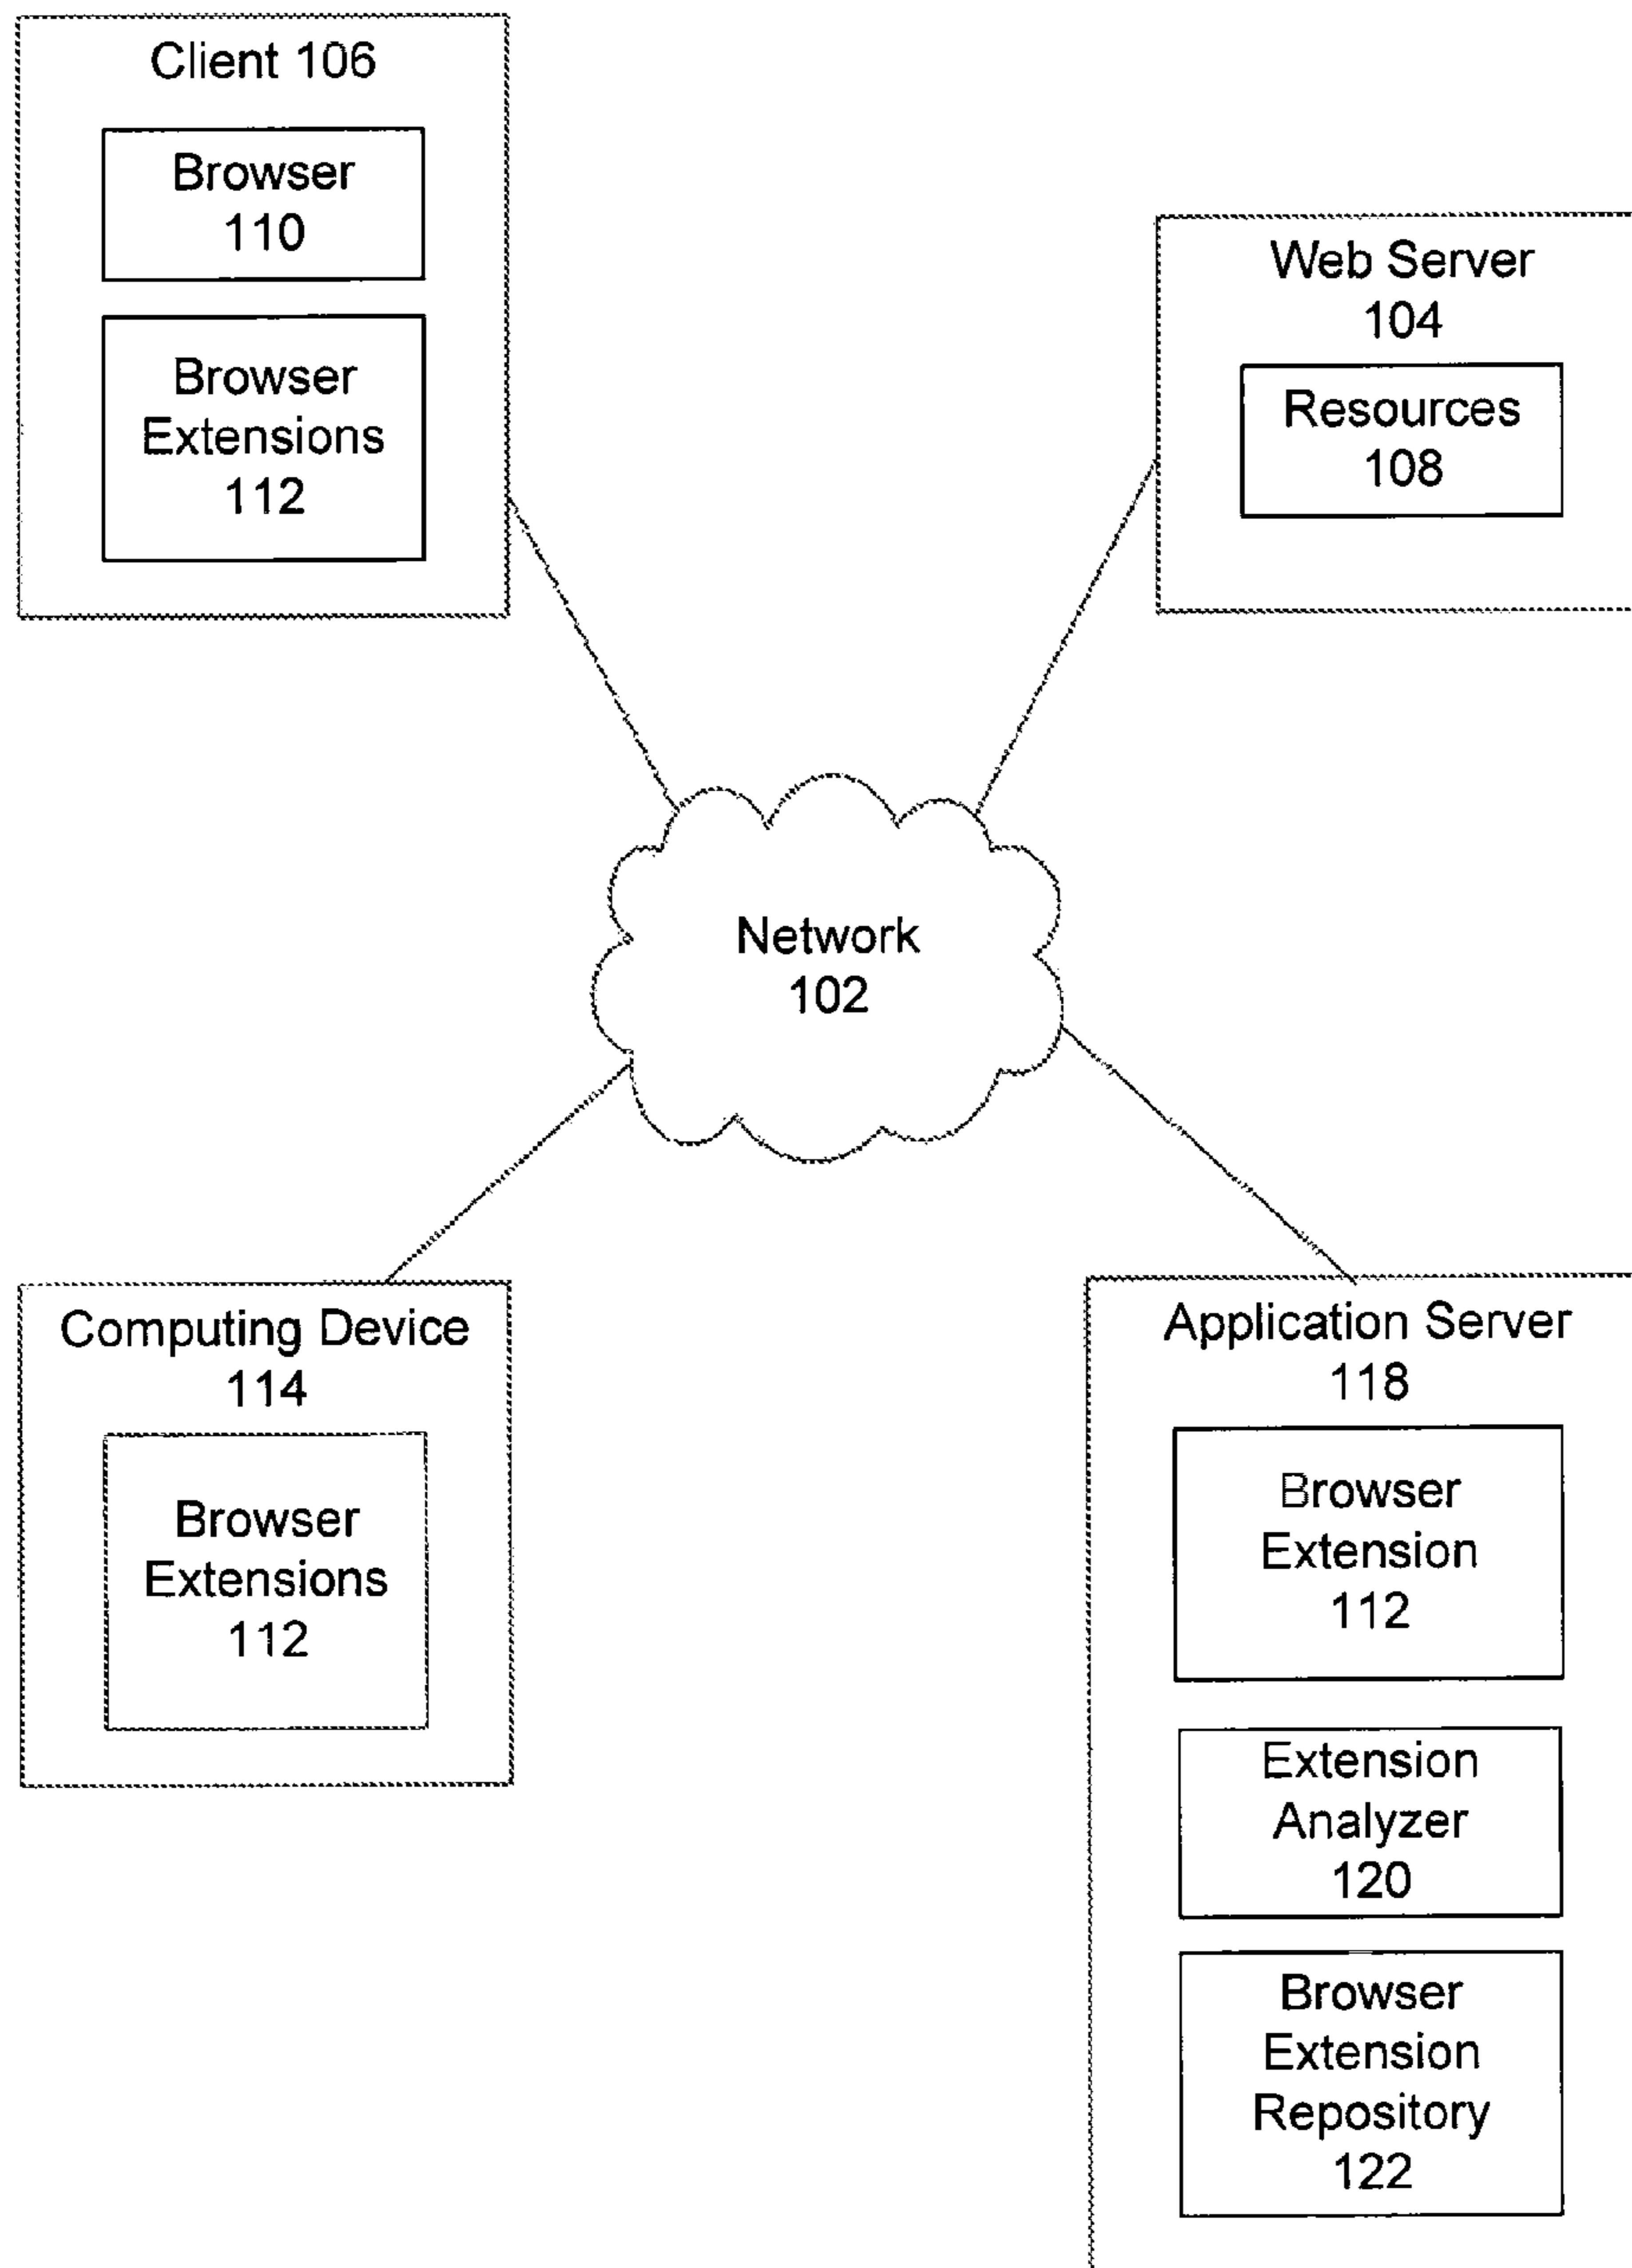 Client 106
Browser
110
Browser
Extensions
112
Web Server
104
Resources
108
Network
102
Computing Device
114
Browser
Extensions
112
Application Server
118
Browser
Extension
112
Extension
Analyzer
120
Browser
Extension
Repository
122